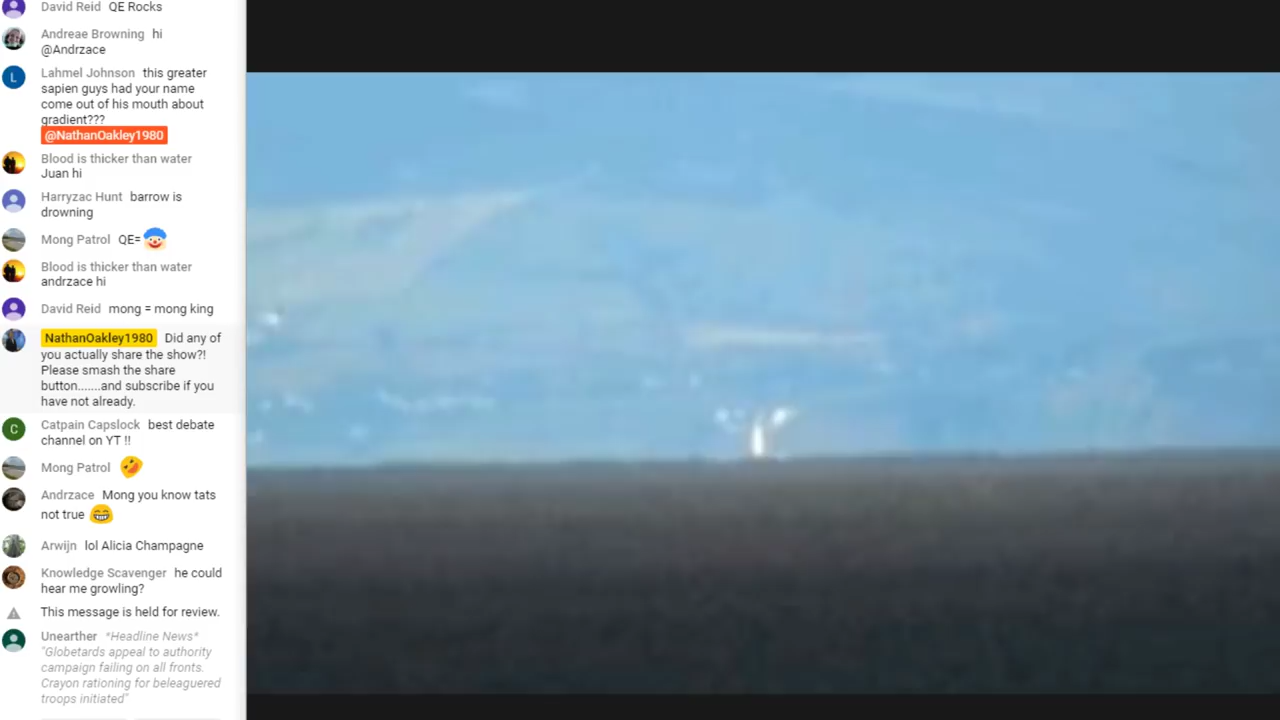 David Reid QE Rocks
Andreae Browning hi
@Andrzace
Lahmel Johnson this greater
sapien guys had your name
come out of his mouth about
gradient???
@NathanOakley1980
Blood is thicker than water
Juan hi
Harryzac Hunt barrow is
drowning
Mong Patrol QE=
Blood is thicker than water
andrzace hi
David Reid mong = mong king
NathanOakley1980 Did any of
you actually share the show?!
Please smash the share
button.......and subscribe if you
have not already.
Catpain Capslock best debate
channel on YT !!
Mong Patrol
Andrzace Mong you know tats
not true
Arwijn lol Alicia Champagne
Knowledge Scavenger he could
hear me growling?
This message is held for review.
Unearther *Headline News*
"Globetards appeal to authority
campaign failing on all fronts.
Crayon rationing for beleaguered
troops initiated"
L
C